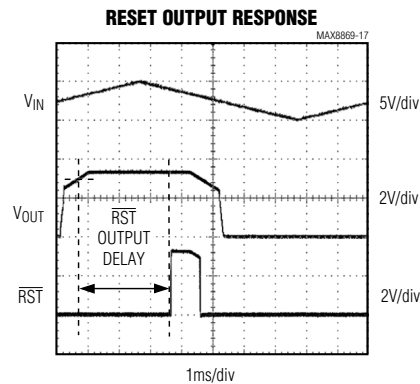 RESET OUTPUT RESPONSE
MAX8869-17
VIN
5V/div
2V/div
VOUT
RST
OUTPUT
DELAY
RST
2V/div
1ms/div